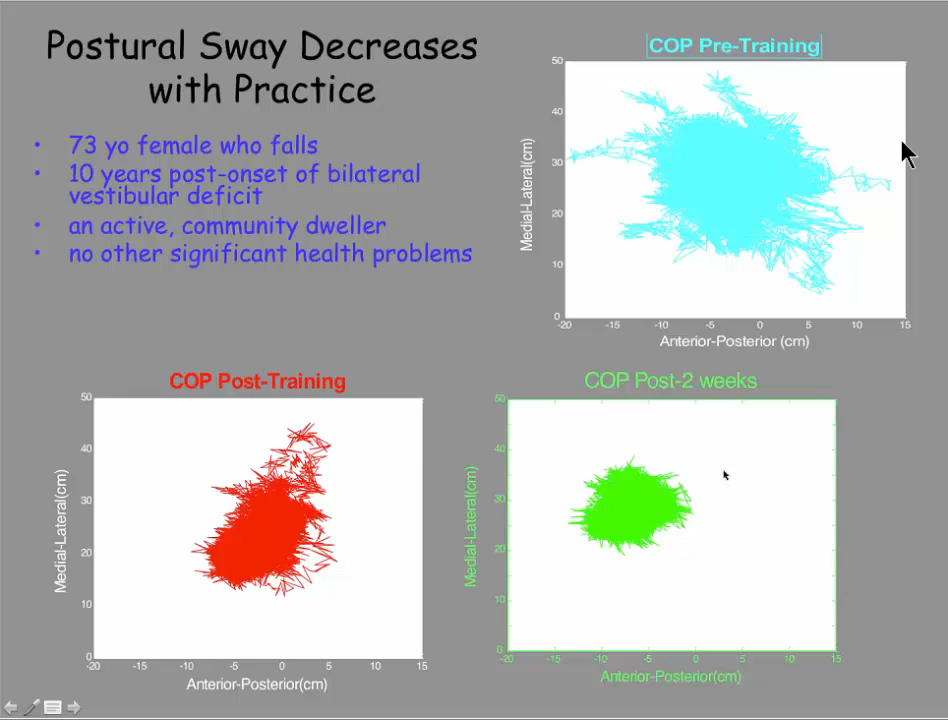 Postural Sway Decreases
with Practice
• 73 yo female who falls
• 10 years post-onset of bilateral
vestibular deficit
• an active, community dweller
• no other significant health problems
COP Pre-Training
50
40
30
20
10
0
Medial-Lateral(cm)
-20 -15 -10 -5 0 5 10 15
Anterior-Posterior (cm)
COP Post-Training
50
40
30
20
10
0
Medial-Lateral(cm)
-20 -15 -10 -5 0 5 10 15
Anterior-Posterior(cm)
COP Post-2 weeks
50
40
30
20
10
0
Medial-Lateral(cm)
-20 -15 -10 -5 0 5 10 15
Anterior-Posterior(cm)